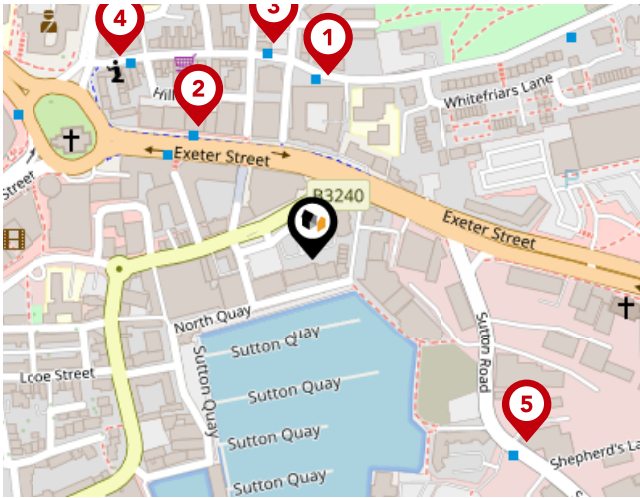 4
3
1
Whitefriars Lane
2
Hill
Exeter Street
Street
B3240
Exeter Street
North Quay
Sutton Quay
Sutton Quay
Sutton Road
Sutton Quay
Lcoe Street
Sutton Quay
5
Shepherd's La
Sutton Quay